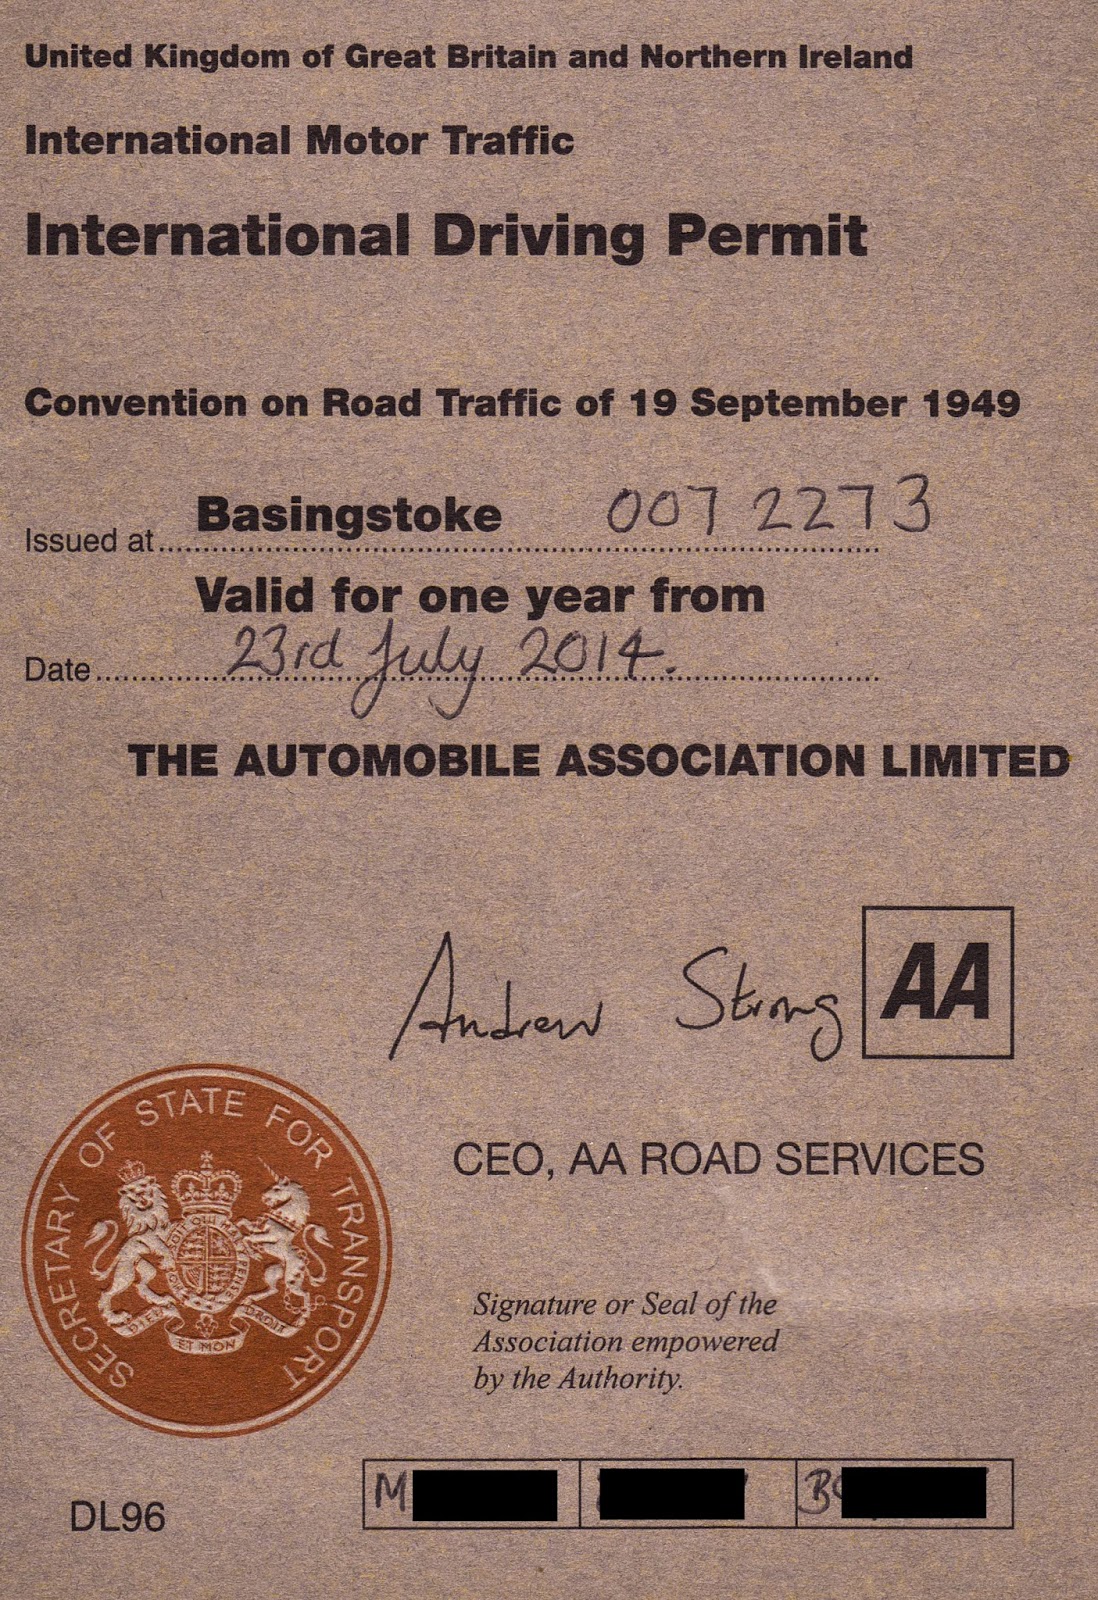 United Kingdom of Great Britain and Northern Ireland
International Motor Traffic
International Driving Permit
Convention on Road Traffic of 19 September 1949
Issued at Basingstoke 007 2273
Valid for one year from
Date 23rd July 2014.
THE AUTOMOBILE ASSOCIATION LIMITED
Andrew Strong AA
CEO, AA ROAD SERVICES
SECRETARY OF STATE FOR TRANSPORT
DIEU ET MON DROIT
Signature or Seal of the
Association empowered
by the Authority.
M B
DL96